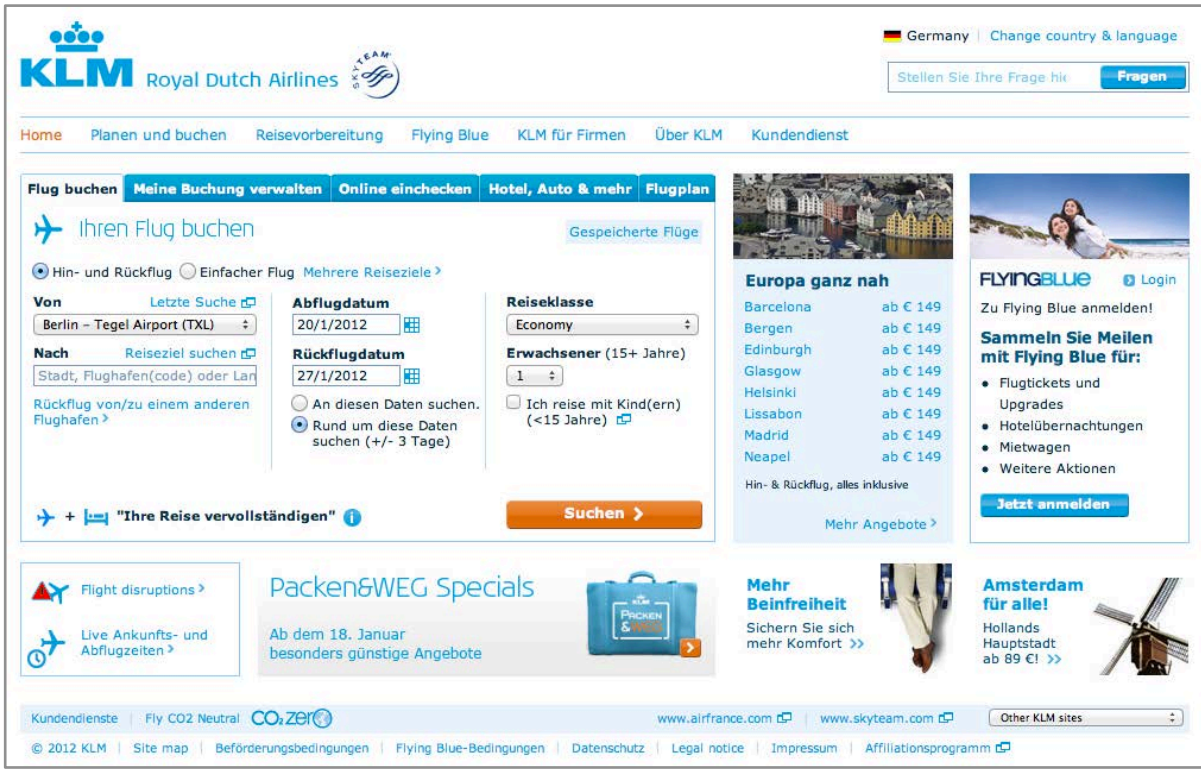 KLM Royal Dutch Airlines SKYTEAM
Germany | Change country & language
Stellen Sie Ihre Frage hie Fragen
Home Planen und buchen Reisevorbereitung Flying Blue KLM für Firmen Über KLM Kundendienst
Flug buchen Meine Buchung verwalten Online einchecken Hotel, Auto & mehr Flugplan
Ihren Flug buchen
Gespeicherte Flüge
Hin- und Rückflug Einfacher Flug Mehrere Reiseziele >
Von Letzte Suche
Berlin - Tegel Airport (TXL)
Nach Reiseziel suchen
Stadt, Flughafen(code) oder Lan
Rückflug von/zu einem anderen
Flughafen >
Abflugdatum
20/1/2012
Rückflugdatum
27/1/2012
An diesen Daten suchen.
Rund um diese Daten
suchen (+/- 3 Tage)
Reiseklasse
Economy
Erwachsener (15+ Jahre)
1
Ich reise mit Kind(ern)
(<15 Jahre)
+ "Ihre Reise vervollständigen" i
Suchen >
Europa ganz nah
Barcelona ab € 149
Bergen ab € 149
Edinburgh ab € 149
Glasgow ab € 149
Helsinki ab € 149
Lissabon ab € 149
Madrid ab € 149
Neapel ab € 149
Hin- & Rückflug, alles inklusive
Mehr Angebote >
FLYINGBLUE Login
Zu Flying Blue anmelden!
Sammeln Sie Meilen
mit Flying Blue für:
• Flugtickets und
Upgrades
• Hotelübernachtungen
• Mietwagen
• Weitere Aktionen
Jetzt anmelden
Flight disruptions >
Live Ankunfts- und
Abflugzeiten >
Packen&WEG Specials
Ab dem 18. Januar
besonders günstige Angebote
KLM
PACKEN
&WEG
Mehr
Beinfreiheit
Sichern Sie sich
mehr Komfort >>
Amsterdam
für alle!
Hollands
Hauptstadt
ab 89 €! >>
Kundendienste | Fly CO2 Neutral CO2ZERO
www.airfrance.com | www.skyteam.com Other KLM sites
© 2012 KLM | Site map | Beförderungsbedingungen | Flying Blue-Bedingungen | Datenschutz | Legal notice | Impressum | Affiliationsprogramm